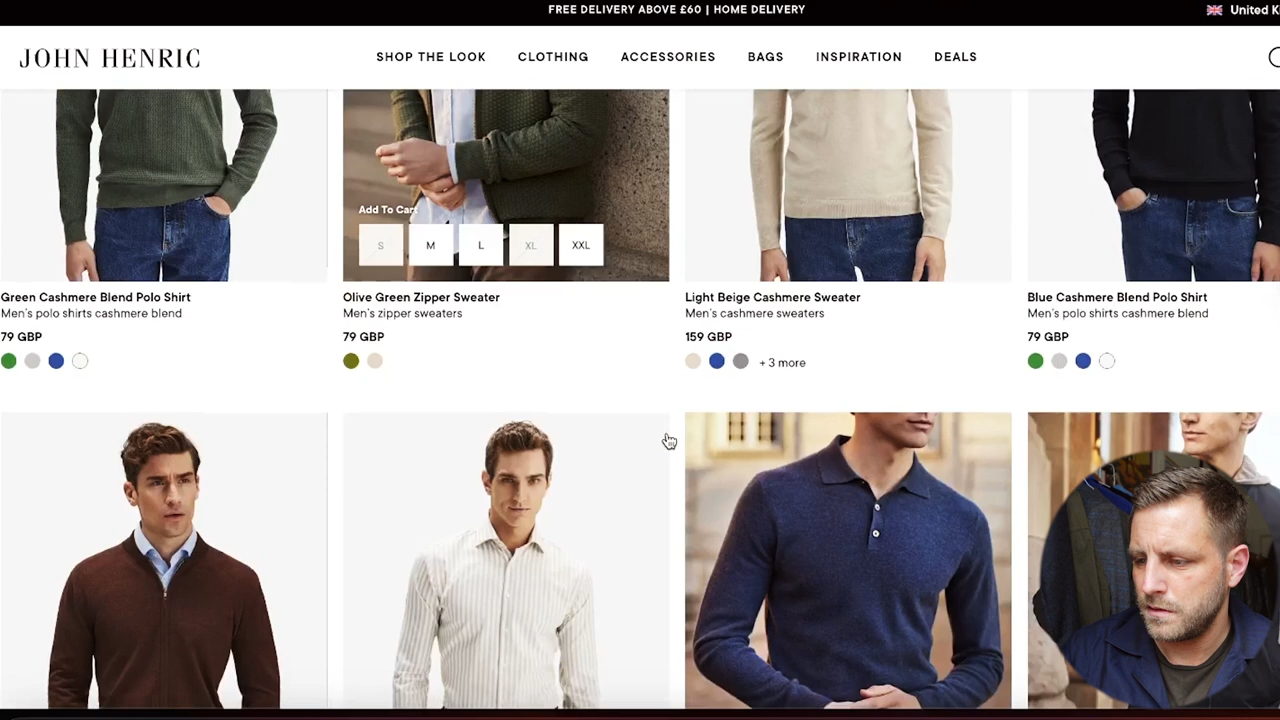 FREE DELIVERY ABOVE £60 | HOME DELIVERY
JOHN HENRIC
SHOP THE LOOK
CLOTHING
ACCESSORIES
BAGS
INSPIRATION
DEALS
Add To Cart
S
M
L
XL
XXL
Green Cashmere Blend Polo Shirt
Men's polo shirts cashmere blend
79 GBP
Olive Green Zipper Sweater
Men's zipper sweaters
79 GBP
Light Beige Cashmere Sweater
Men's cashmere sweaters
159 GBP
+ 3 more
Blue Cashmere Blend Polo Shirt
Men's polo shirts cashmere blend
79 GBP